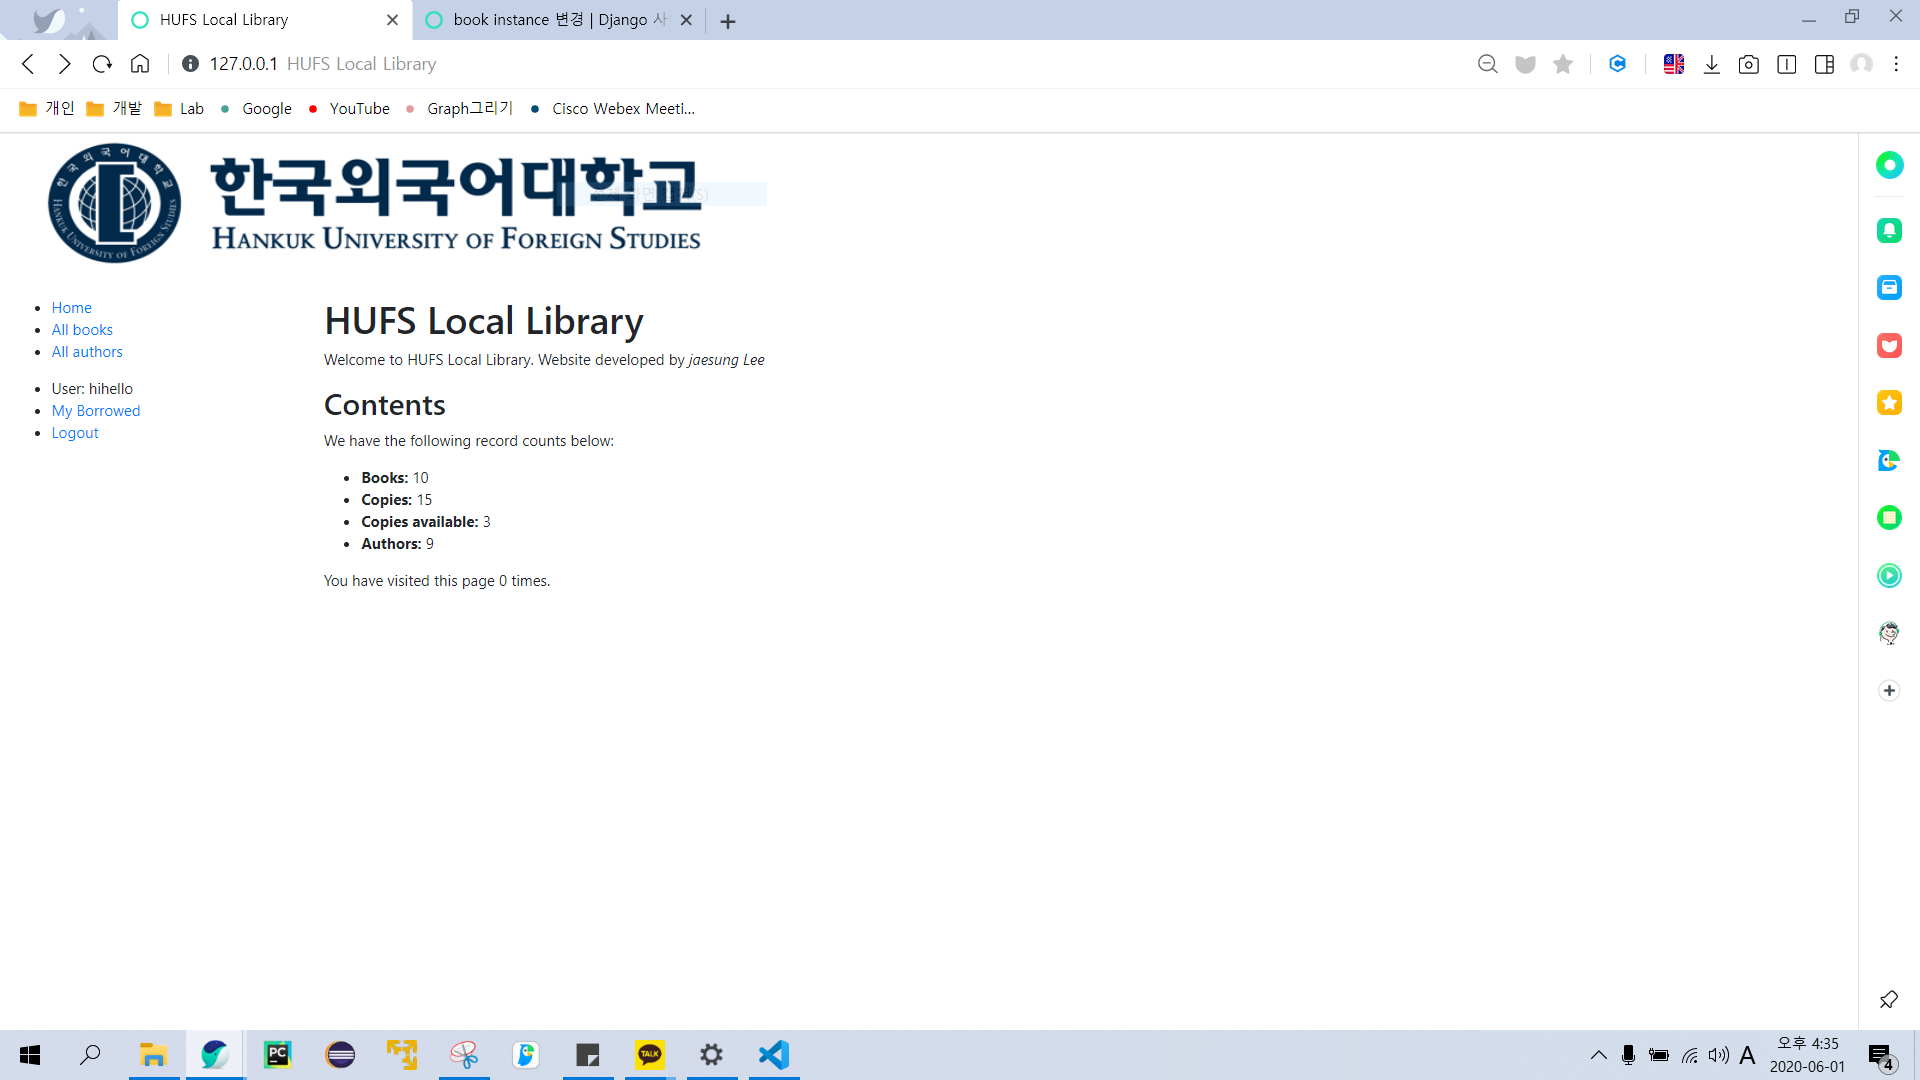 HUFS Local Library
book instance 변경 | Django 사
127.0.0.1 HUFS Local Library
개인 개발 Lab Google YouTube Graph그리기 Cisco Webex Meeti...
한국외국어대학교
HANKUK UNIVERSITY OF FOREIGN STUDIES
Home
All books
All authors
User: hihello
My Borrowed
Logout
HUFS Local Library
Welcome to HUFS Local Library. Website developed by jaesung Lee
Contents
We have the following record counts below:
Books: 10
Copies: 15
Copies available: 3
Authors: 9
You have visited this page 0 times.
PC
TALK
A
오후 4:35
2020-06-01
4